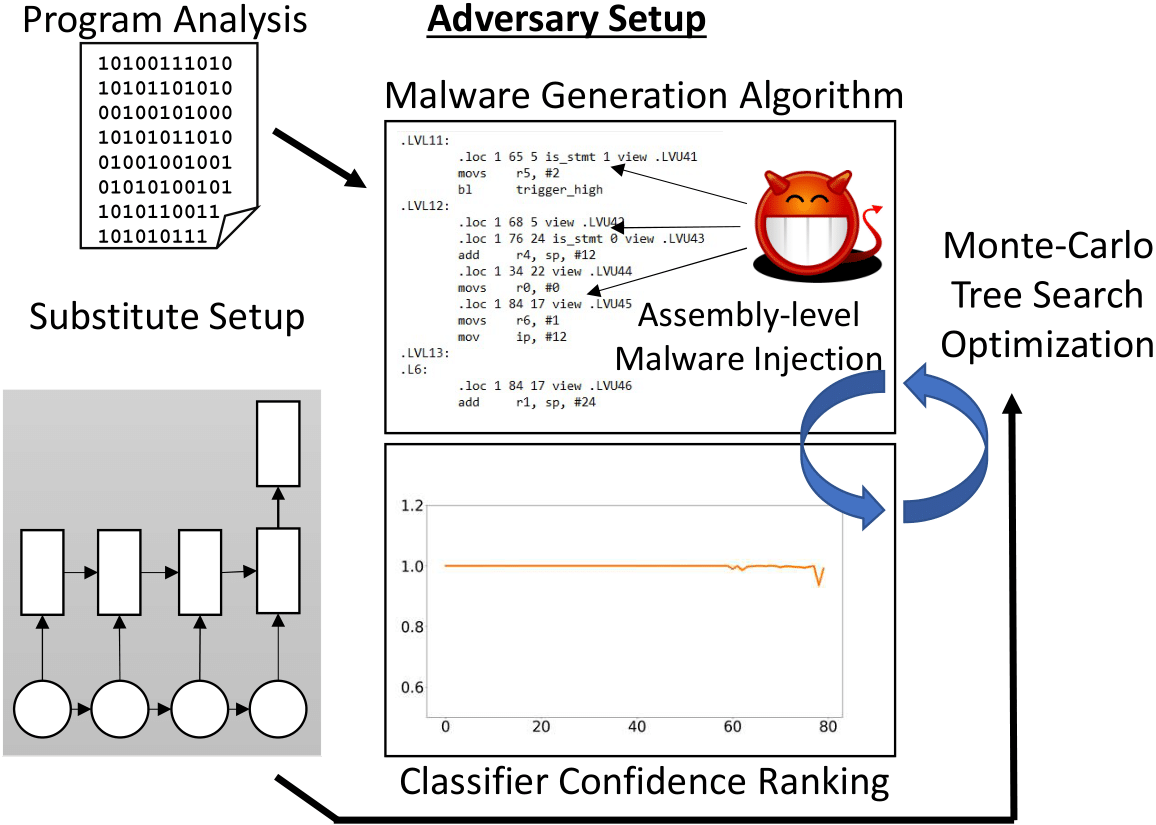 Program Analysis
10100111010
10101101010
00100101000
10101011010
01001001001
01010100101
1010110011
101010111
Substitute Setup
Adversary Setup
Malware Generation Algorithm
.LVL11:
.loc 1 65 5 is_stmt 1 view .LVU41
movs r5, #2
bl trigger_high
.LVL12:
.loc 1 68 5 view .LVU42
.loc 1 76 24 is_stmt 0 view .LVU43
add r4, sp, #12
.loc 1 34 22 view .LVU44
movs r0, #0
.loc 1 84 17 view .LVU45
movs r6, #1
mov ip, #12
.LVL13:
.L6:
.loc 1 84 17 view .LVU46
add r1, sp, #24
Assembly-level
Malware Injection
Monte-Carlo
Tree Search
Optimization
1.2
1.0
0.8
0.6
0 20 40 60 80
Classifier Confidence Ranking